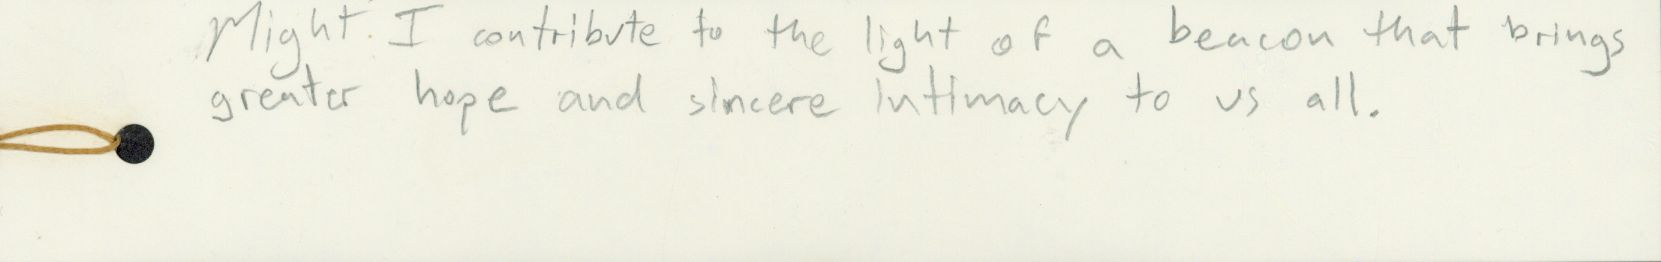 Might I contribute to the light of a beacon that brings
greater hope and sincere intimacy to us all.